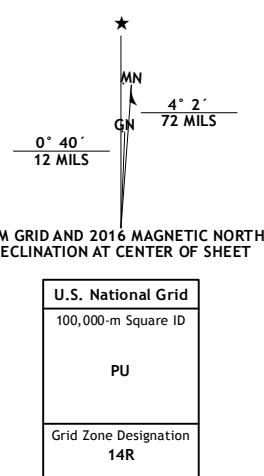 ★
MN
4° 2´
72 MILS
GN
0° 40´
12 MILS
M GRID AND 2016 MAGNETIC NORTH
ECLINATION AT CENTER OF SHEET
U.S. National Grid
100,000-m Square ID
PU
Grid Zone Designation
14R